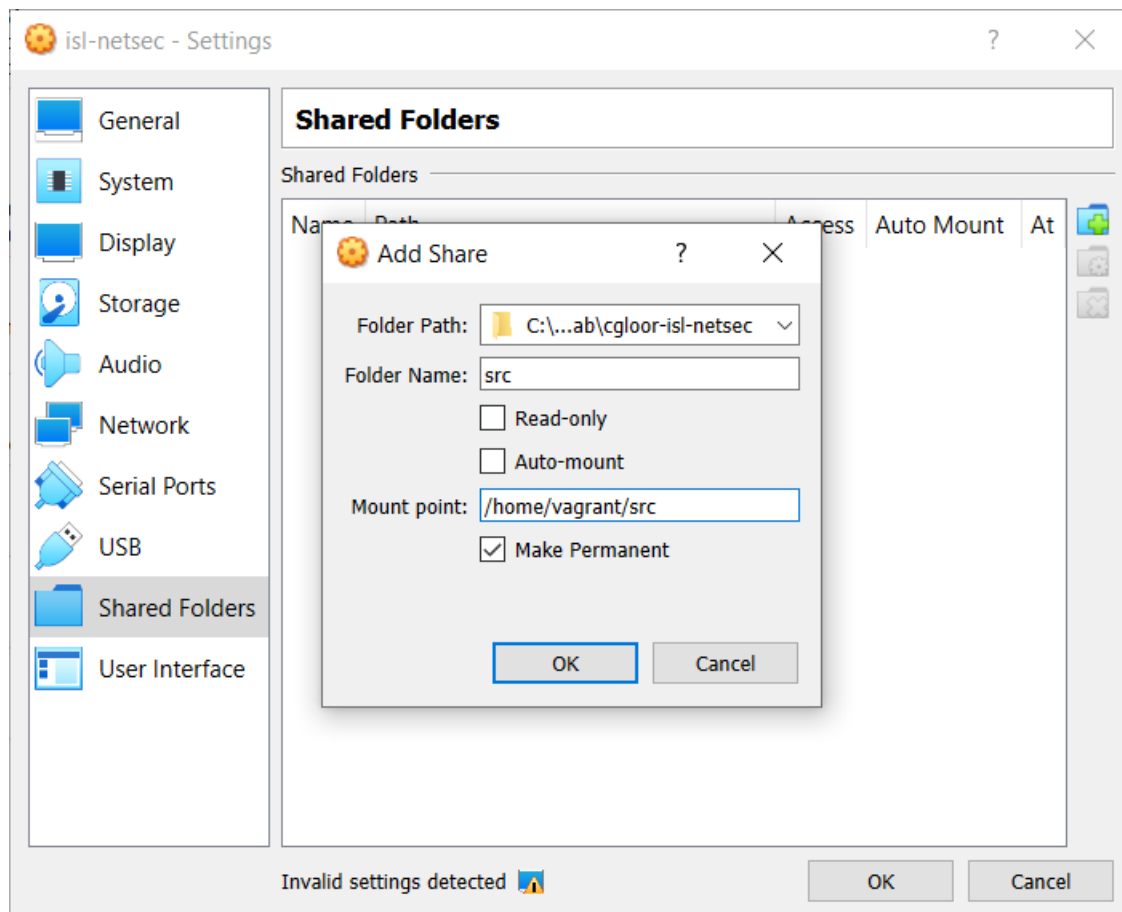 isl-netsec - Settings
General
System
Display
Storage
Audio
Network
Serial Ports
USB
Shared Folders
User Interface
Shared Folders
Shared Folders
Auto Mount At
Add Share
Folder Path: C:\...ab\cgloor-isl-netsec
Folder Name: src
Read-only
Auto-mount
Mount point: /home/vagrant/src
Make Permanent
OK Cancel
Invalid settings detected OK Cancel